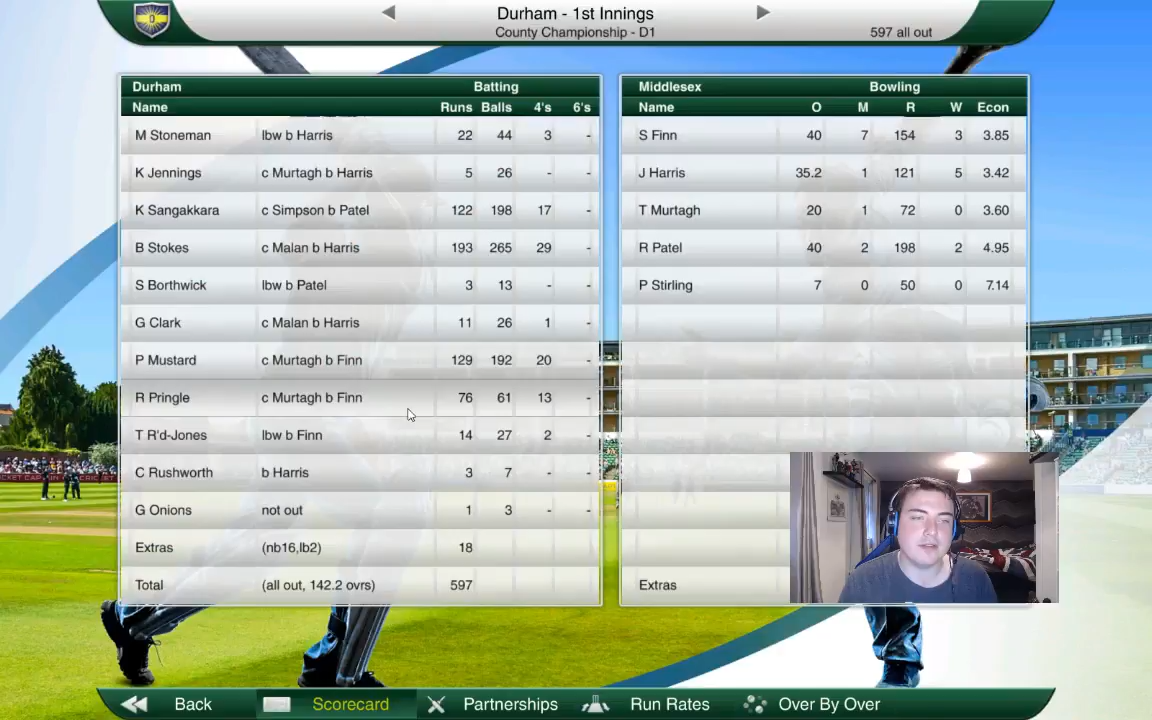 Durham - 1st Innings
County Championship - D1
597 all out
Durham Batting
Name Runs Balls 4's 6's
M Stoneman lbw b Harris 22 44 3 -
K Jennings c Murtagh b Harris 5 26 - -
K Sangakkara c Simpson b Patel 122 198 17 -
B Stokes c Malan b Harris 193 265 29 -
S Borthwick lbw b Patel 3 13 - -
G Clark c Malan b Harris 11 26 1 -
P Mustard c Murtagh b Finn 129 192 20 -
R Pringle c Murtagh b Finn 76 61 13 -
T R'd-Jones lbw b Finn 14 27 2 -
C Rushworth b Harris 3 7 - -
G Onions not out 1 3 - -
Extras (nb16,lb2) 18
Total (all out, 142.2 ovrs) 597
Middlesex Bowling
Name O M R W Econ
S Finn 40 7 154 3 3.85
J Harris 35.2 1 121 5 3.42
T Murtagh 20 1 72 0 3.60
R Patel 40 2 198 2 4.95
P Stirling 7 0 50 0 7.14
Extras
Back Scorecard Partnerships Run Rates Over By Over